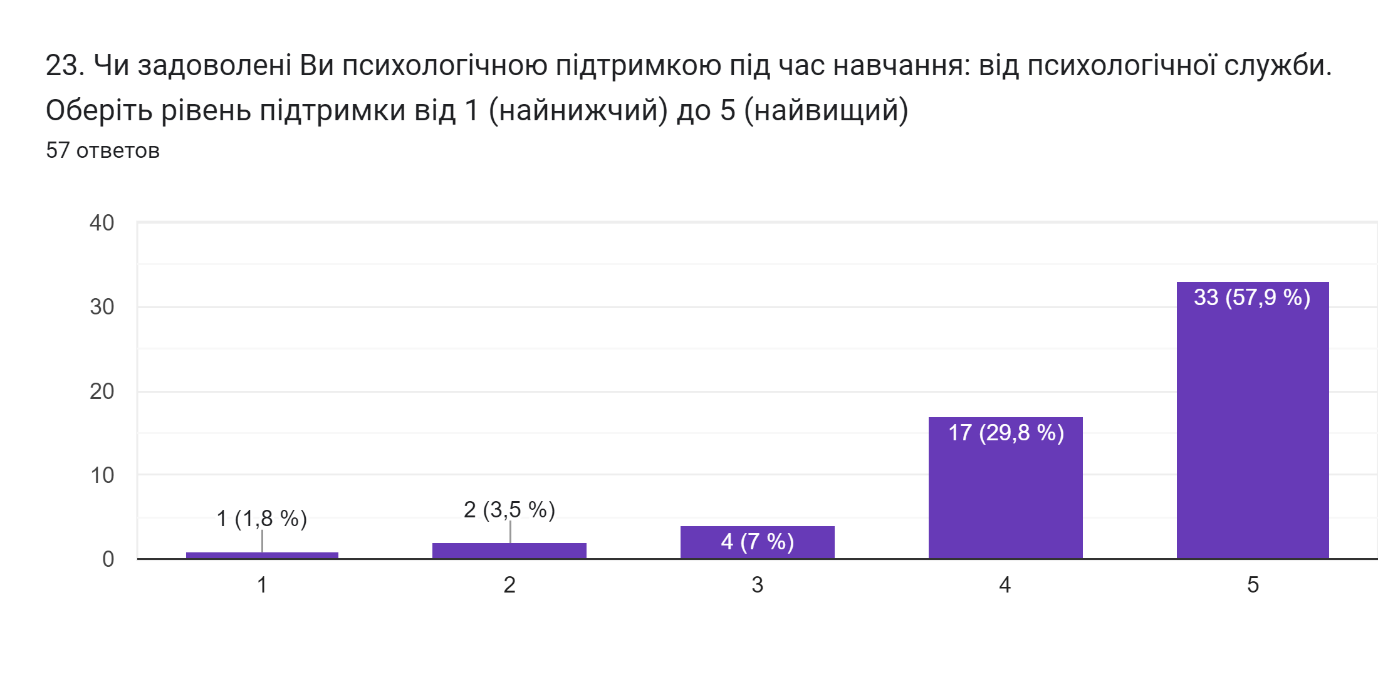 23. Чи задоволені Ви психологічною підтримкою під час навчання: від психологічної служби.
Оберіть рівень підтримки від 1 (найнижчий) до 5 (найвищий)
57 ответов
40
30
20
10
0
1 (1,8 %)
2 (3,5 %)
4 (7 %)
17 (29,8 %)
33 (57,9 %)
1
2
3
4
5